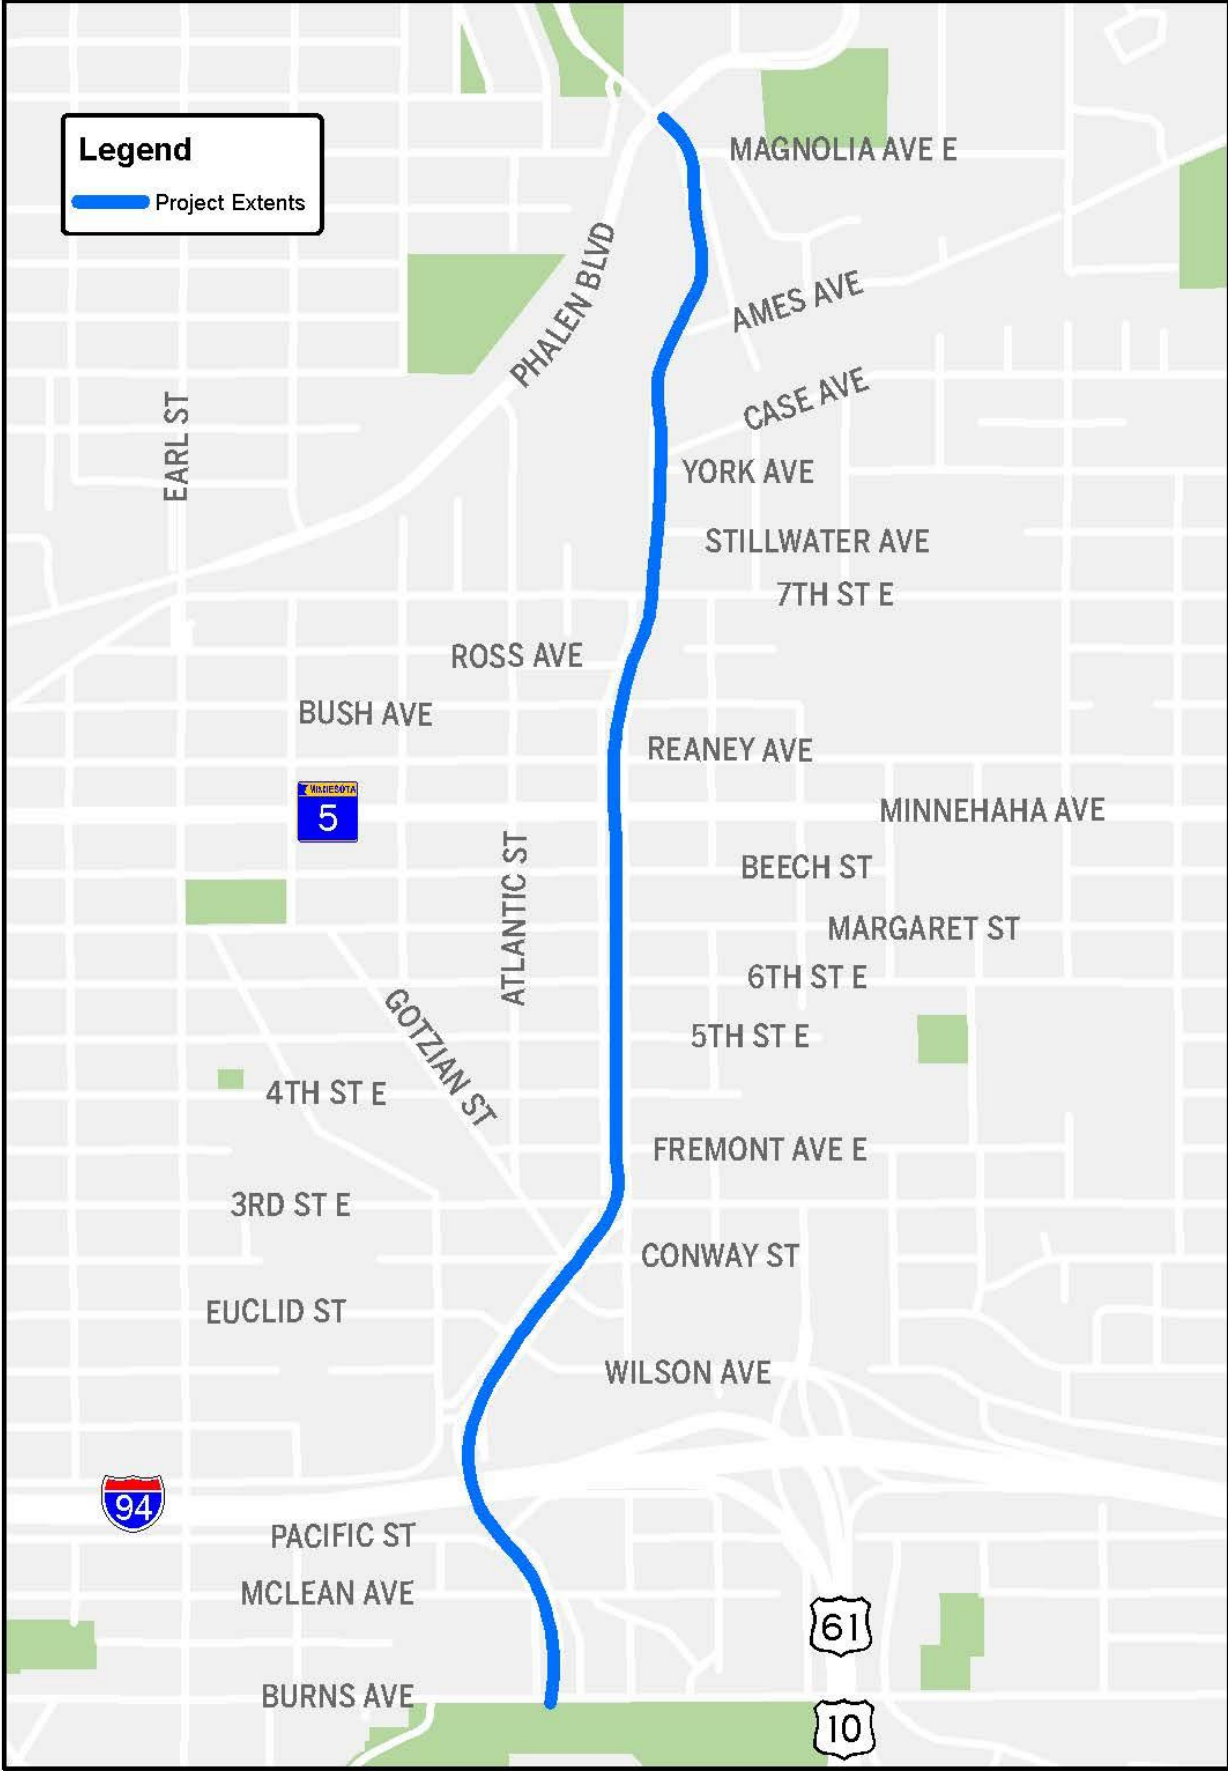 Legend
Project Extents
MAGNOLIA AVE E
PHALEN BLVD
AMES AVE
CASE AVE
EARL ST
YORK AVE
STILLWATER AVE
7TH ST E
ROSS AVE
BUSH AVE
REANEY AVE
MINNESOTA
5
MINNEHAHA AVE
BEECH ST
ATLANTIC ST
MARGARET ST
6TH ST E
GOTZIAN ST
5TH ST E
4TH ST E
FREMONT AVE E
3RD ST E
CONWAY ST
EUCLID ST
WILSON AVE
94
PACIFIC ST
MCLEAN AVE
61
BURNS AVE
10